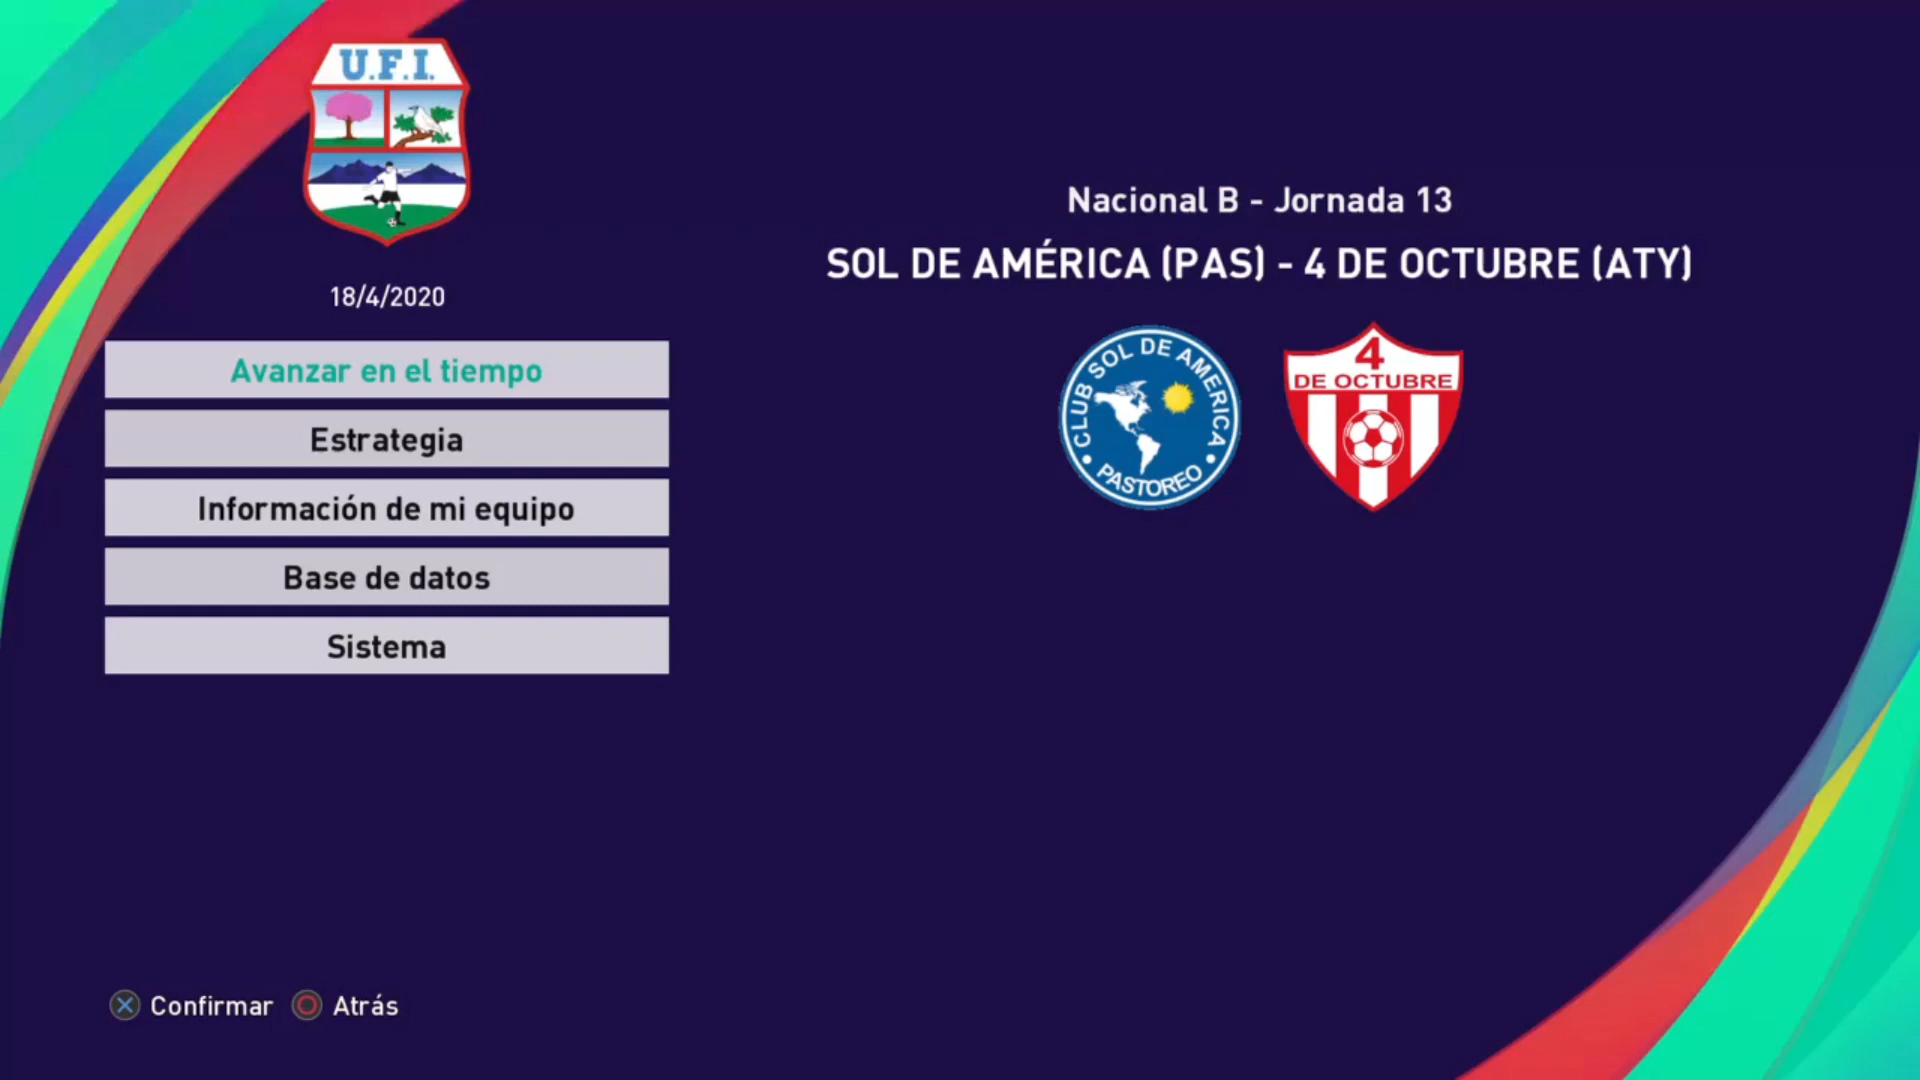 U.F.I.
18/4/2020
Avanzar en el tiempo
Estrategia
Información de mi equipo
Base de datos
Sistema
Nacional B - Jornada 13
SOL DE AMÉRICA (PAS) - 4 DE OCTUBRE (ATY)
CLUB SOL DE AMERICA
PASTOREO
4
DE OCTUBRE
Confirmar
Atrás